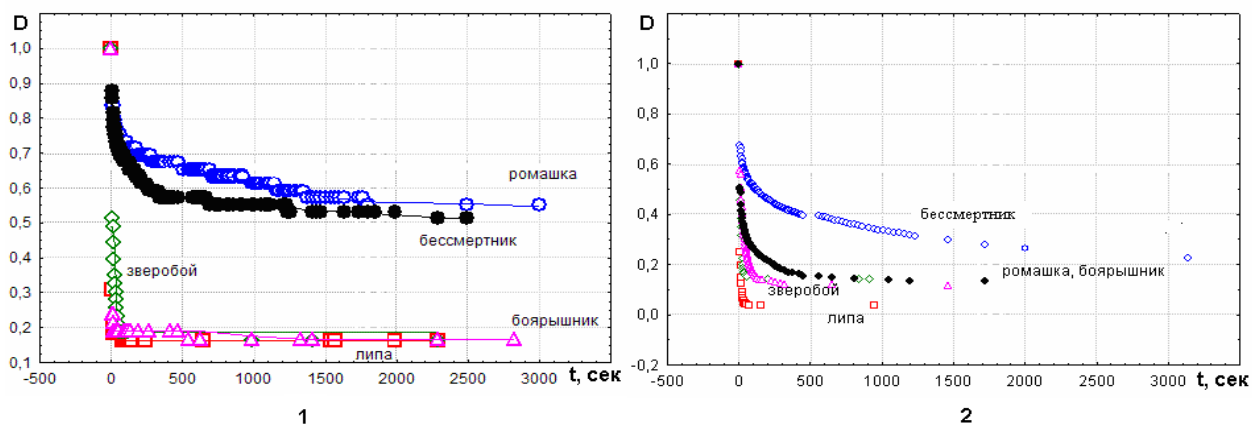 D
1,0
0,9
0,8
0,7
0,6
0,5
0,4
0,3
0,2
0,1
-500 0 500 1000 1500 2000 2500 3000 t, сек
ромашка
бессмертник
зверобой
боярышник
липа
1
D
1,0
0,8
0,6
0,4
0,2
0,0
-0,2
-500 0 500 1000 1500 2000 2500 3000 t, сек
бессмертник
ромашка, боярышник
зверобой
липа
2